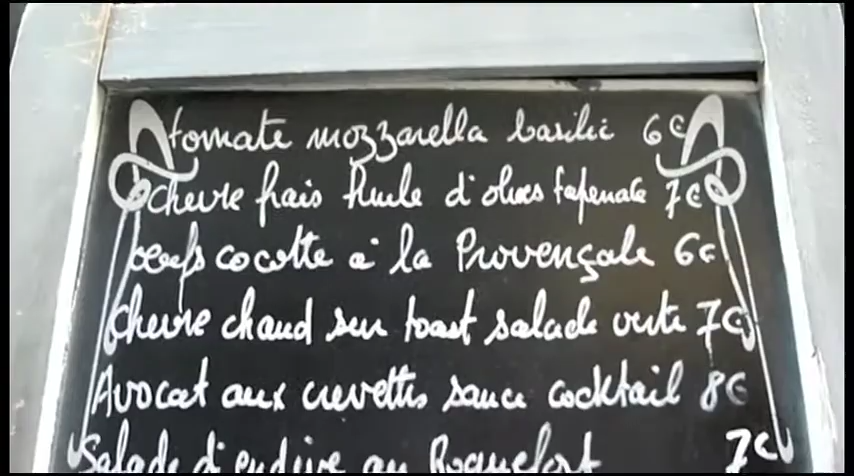 tomate mozzarella basilic 6€
chevre frais huile d'olives tapenade 7€
oeufs cocotte à la Provençale 6€
chevre chaud sur toast salade verte 7€
Avocat aux crevettes sauce cocktail 8€
Salade d'endive au Roquefort 7€